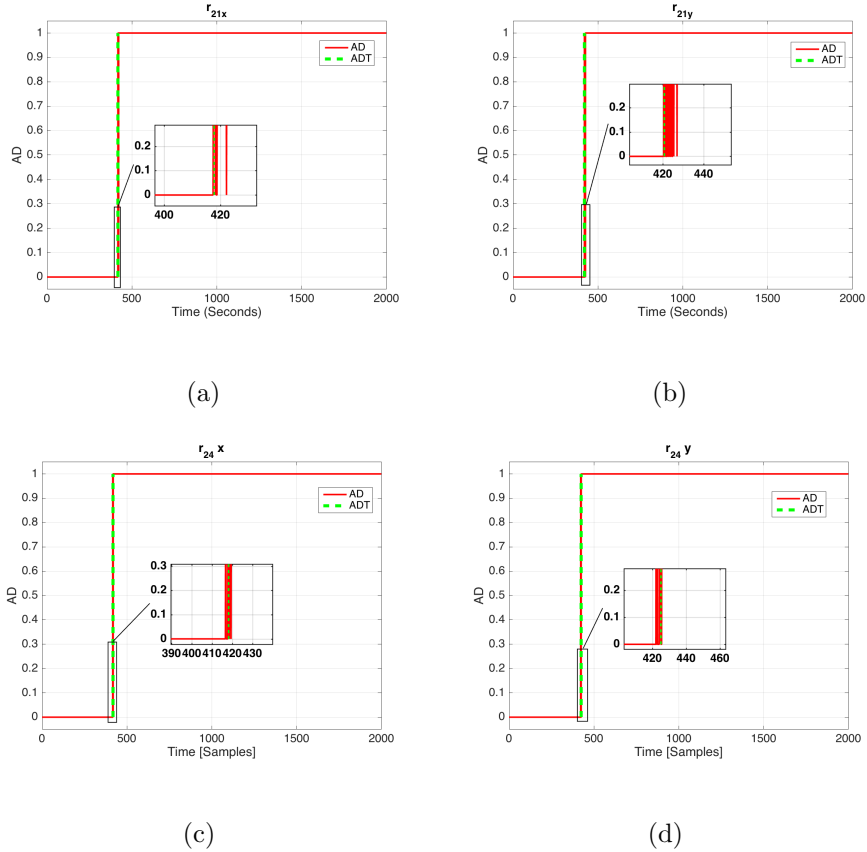 r21x
1
0.9
0.8
0.7
0.6
0.5
0.4
0.3
0.2
0.1
0
AD
AD
ADT
0.2
0.1
0
400 420
0 500 1000 1500 2000
Time (Seconds)
(a)
r21y
1
0.9
0.8
0.7
0.6
0.5
0.4
0.3
0.2
0.1
0
AD
AD
ADT
0.2
0.1
0
420 440
0 500 1000 1500 2000
Time (Seconds)
(b)
r24 x
1
0.9
0.8
0.7
0.6
0.5
0.4
0.3
0.2
0.1
0
AD
AD
ADT
0.3
0.2
0.1
0
390 400 410 420 430
0 500 1000 1500 2000
Time [Samples]
(c)
r24 y
1
0.9
0.8
0.7
0.6
0.5
0.4
0.3
0.2
0.1
0
AD
AD
ADT
0.2
0.1
0
420 440 460
0 500 1000 1500 2000
Time [Samples]
(d)